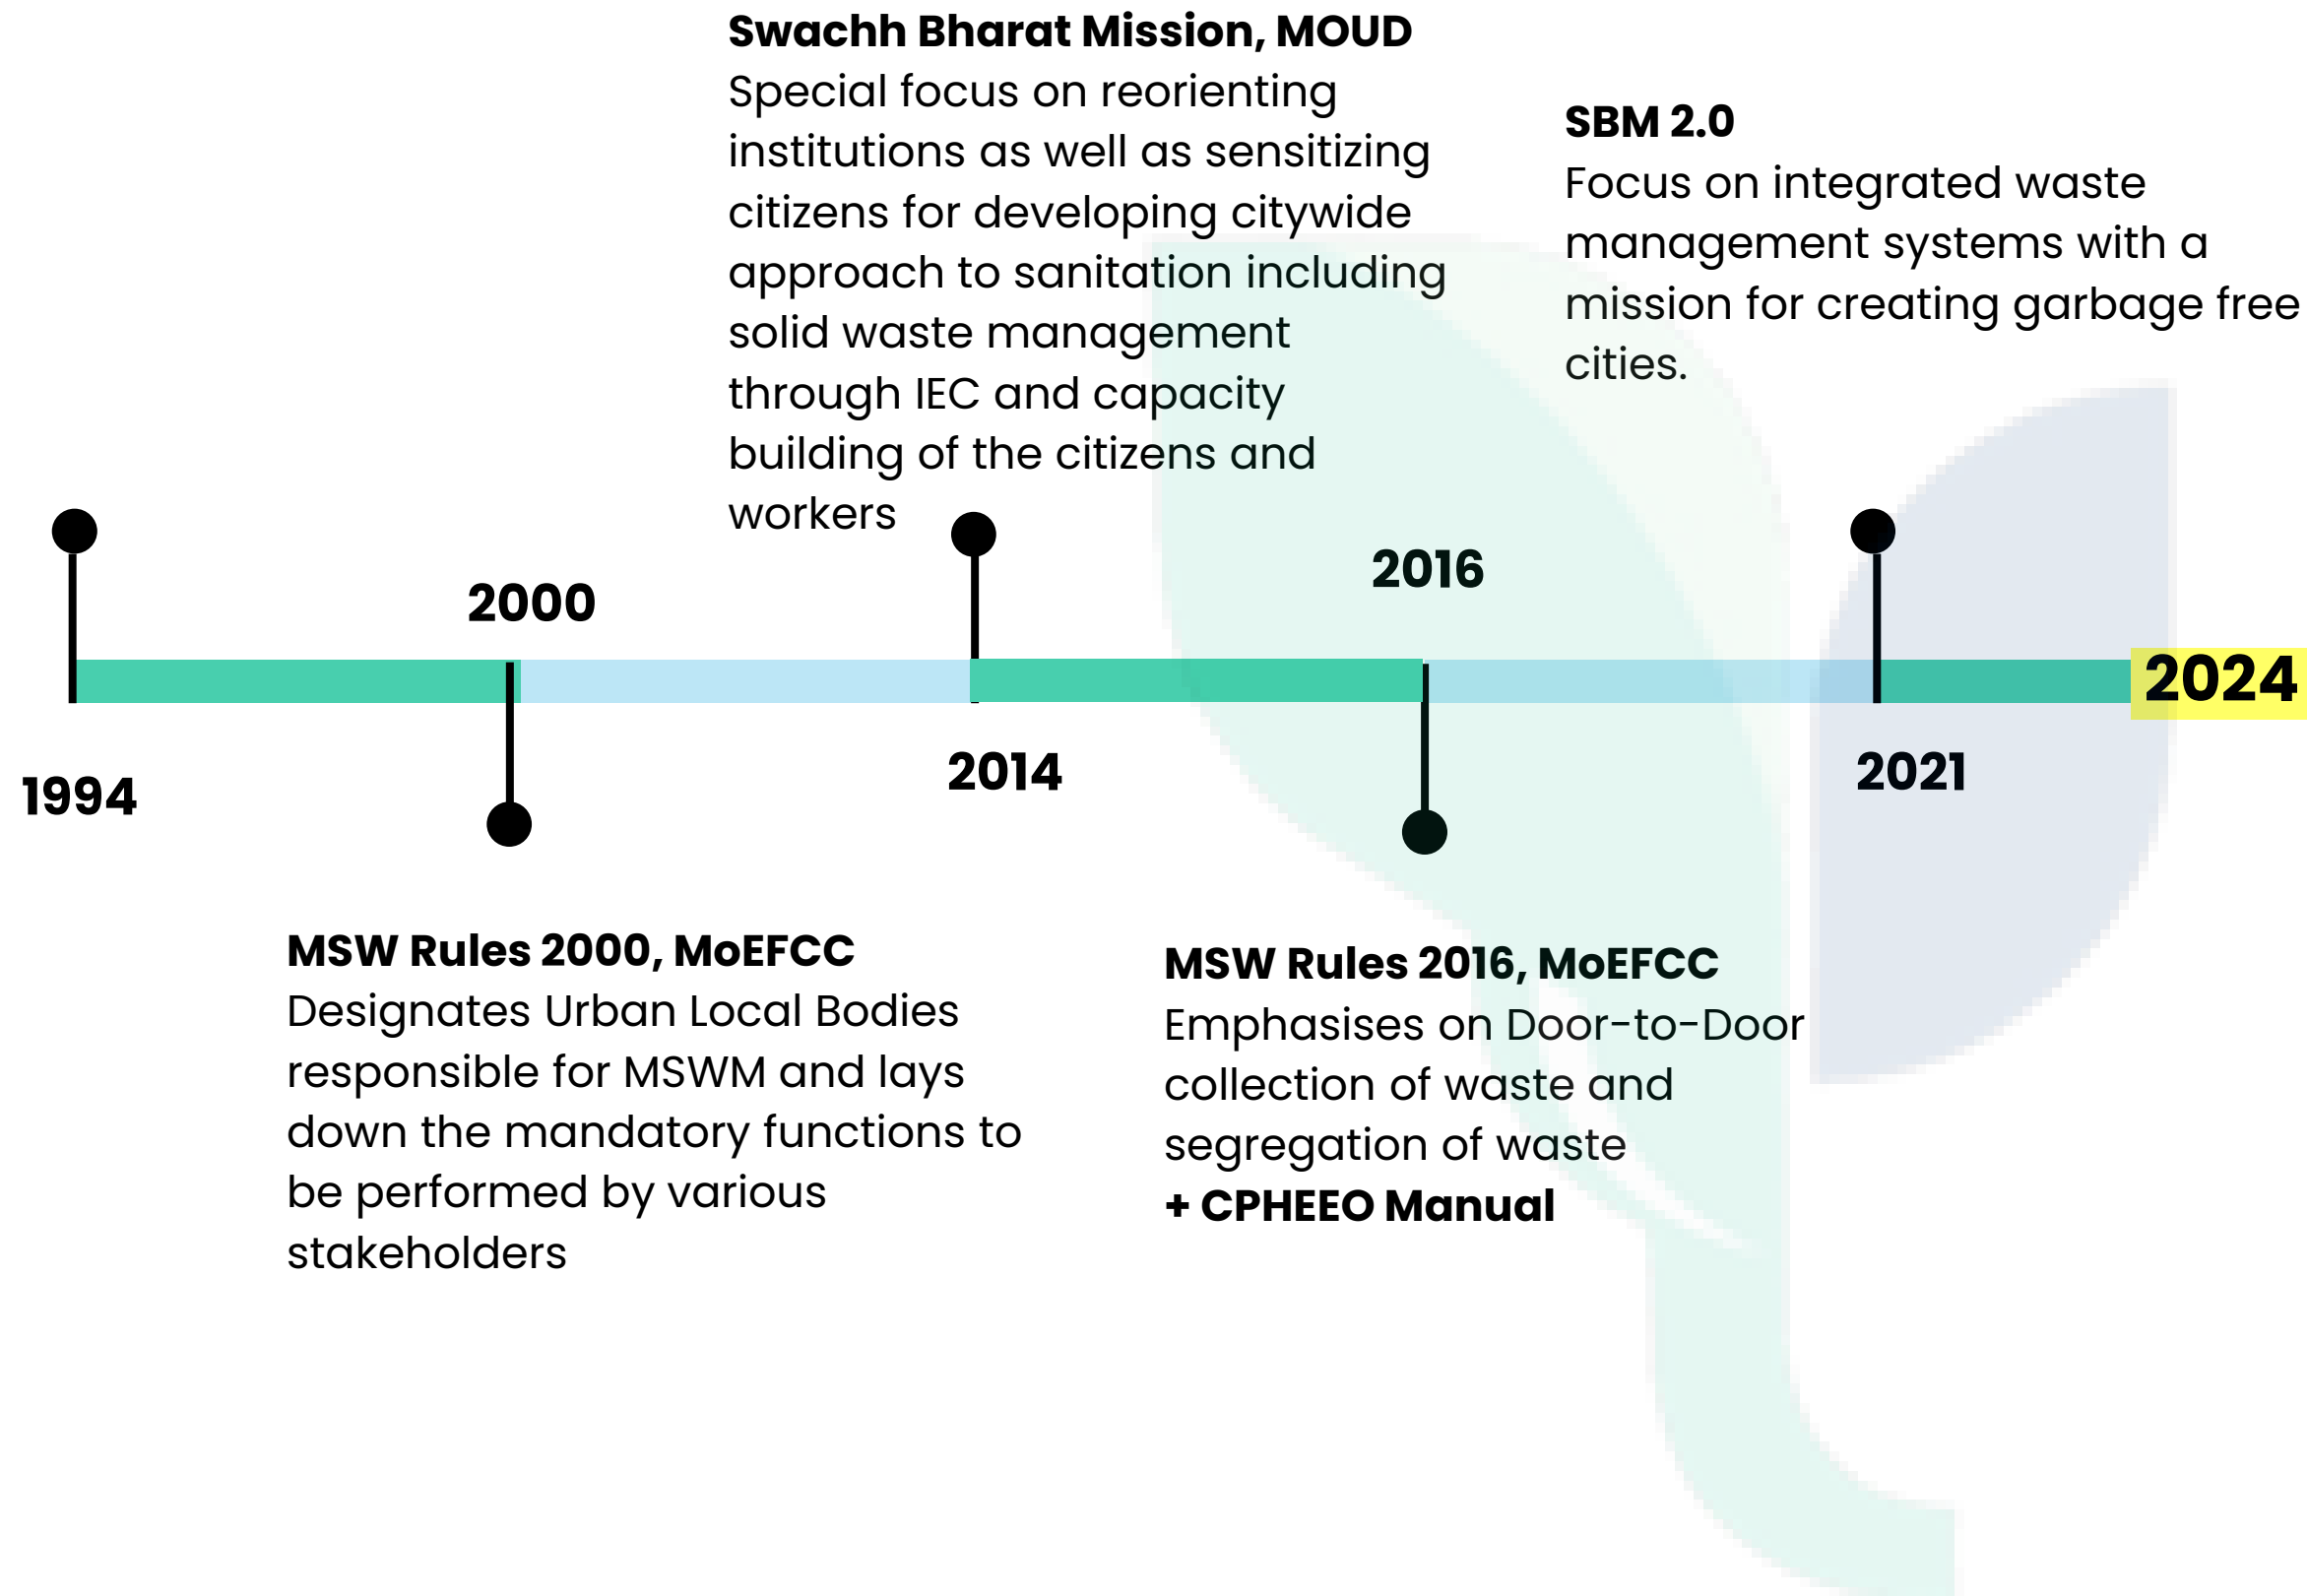 Swachh Bharat Mission, MOUD
Special focus on reorienting
institutions as well as sensitizing
citizens for developing citywide
approach to sanitation including
solid waste management
through IEC and capacity
building of the citizens and
workers
SBM 2.0
Focus on integrated waste
management systems with a
mission for creating garbage free
cities.
1994
2000
2014
2016
2021
2024
MSW Rules 2000, MoEFCC
Designates Urban Local Bodies
responsible for MSWM and lays
down the mandatory functions to
be performed by various
stakeholders
MSW Rules 2016, MoEFCC
Emphasises on Door-to-Door
collection of waste and
segregation of waste
+ CPHEEO Manual